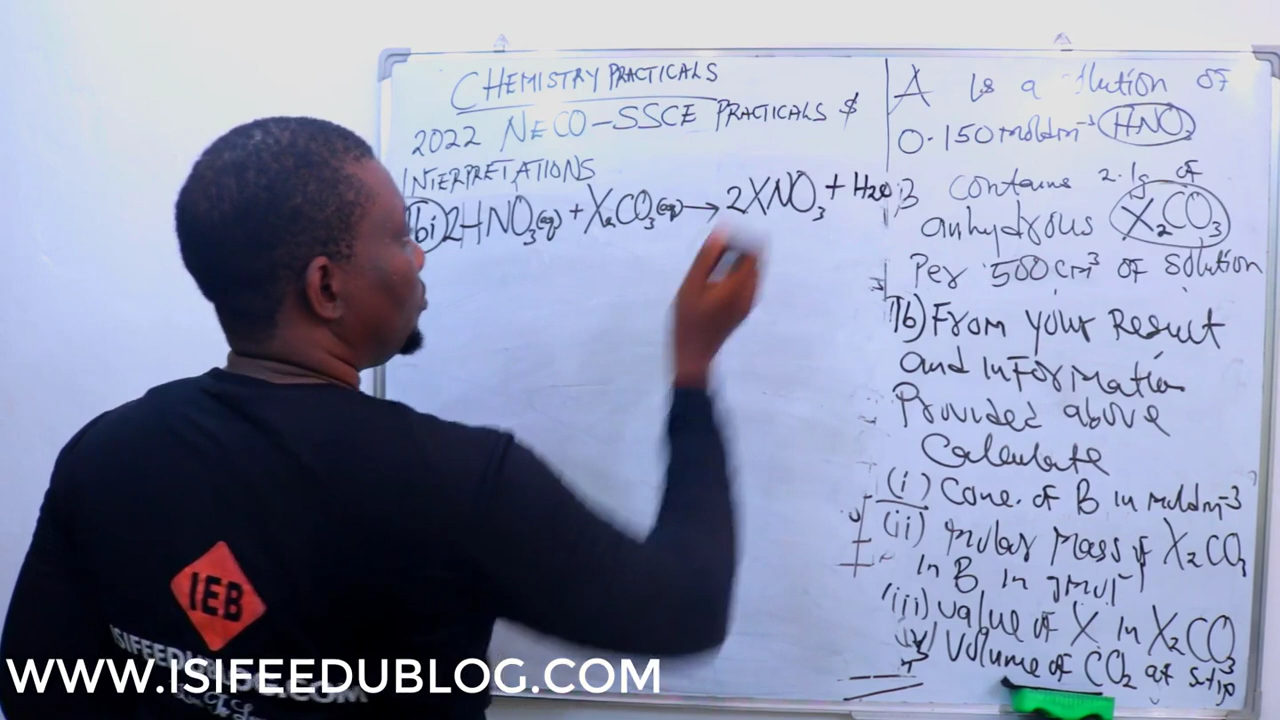 CHEMISTRY PRACTICALS
2022 NECO-SSCE PRACTICALS $
INTERPRETATIONS
bi) 2HNO₃(aq) + X₂CO₃(aq) → 2XNO₃ + H₂O
A is a solution of
0.150 moldm⁻³ HNO₃
B contains 2.1g of
anhydrous X₂CO₃
Per 500cm³ of solution
1b) From your Result
and information
Provided above
Calculate
(i) Conc. of B in moldm⁻³
(ii) molar mass of X₂CO₃
in B in gmol⁻¹
(iii) value of X in X₂CO₃
Volume of CO₂ at s.t.p
IEB
WWW.ISIFEEDUBLOG.COM